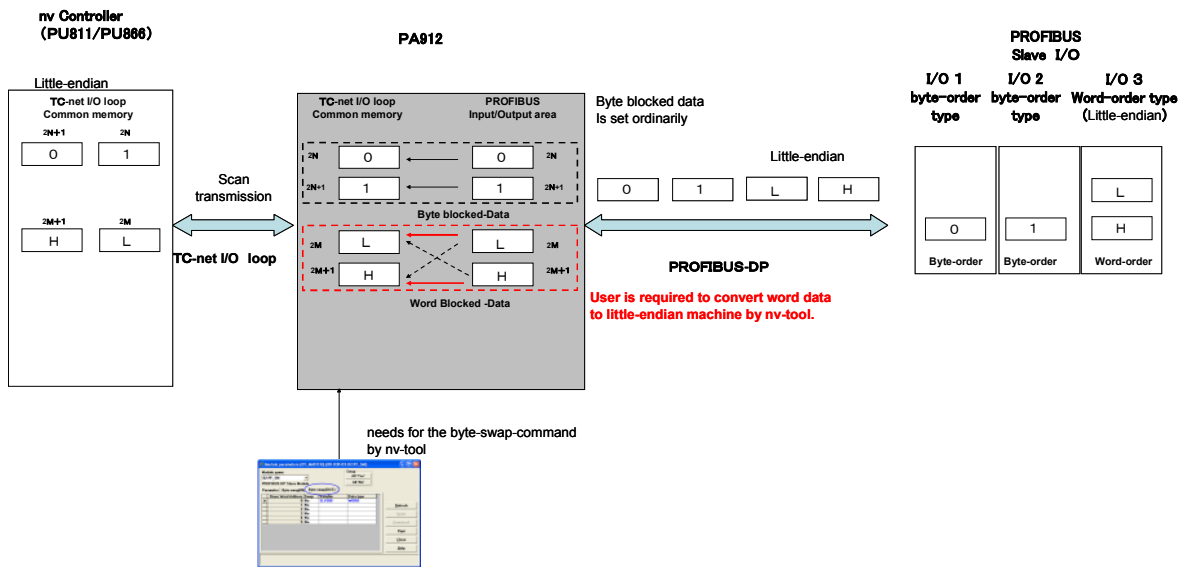 nv Controller
(PU811/PU866)
Little-endian
TC-net I/O loop
Common memory
2N+1
2N
0
1
2M+1
2M
H
L
Scan
transmission
TC-net I/O loop
PA912
TC-net I/O loop
Common memory
PROFIBUS
Input/Output area
2N
0
0
2N
2N+1
1
1
2N+1
Byte blocked-Data
2M
L
L
2M
2M+1
H
H
2M+1
Word Blocked -Data
needs for the byte-swap-command
by nv-tool
Byte blocked data
Is set ordinarily
Little-endian
0
1
L
H
PROFIBUS-DP
User is required to convert word data
to little-endian machine by nv-tool.
PROFIBUS
Slave I/O
I/O 1
byte-order
type
I/O 2
byte-order
type
I/O 3
Word-order type
(Little-endian)
L
0
1
H
Byte-order
Byte-order
Word-order